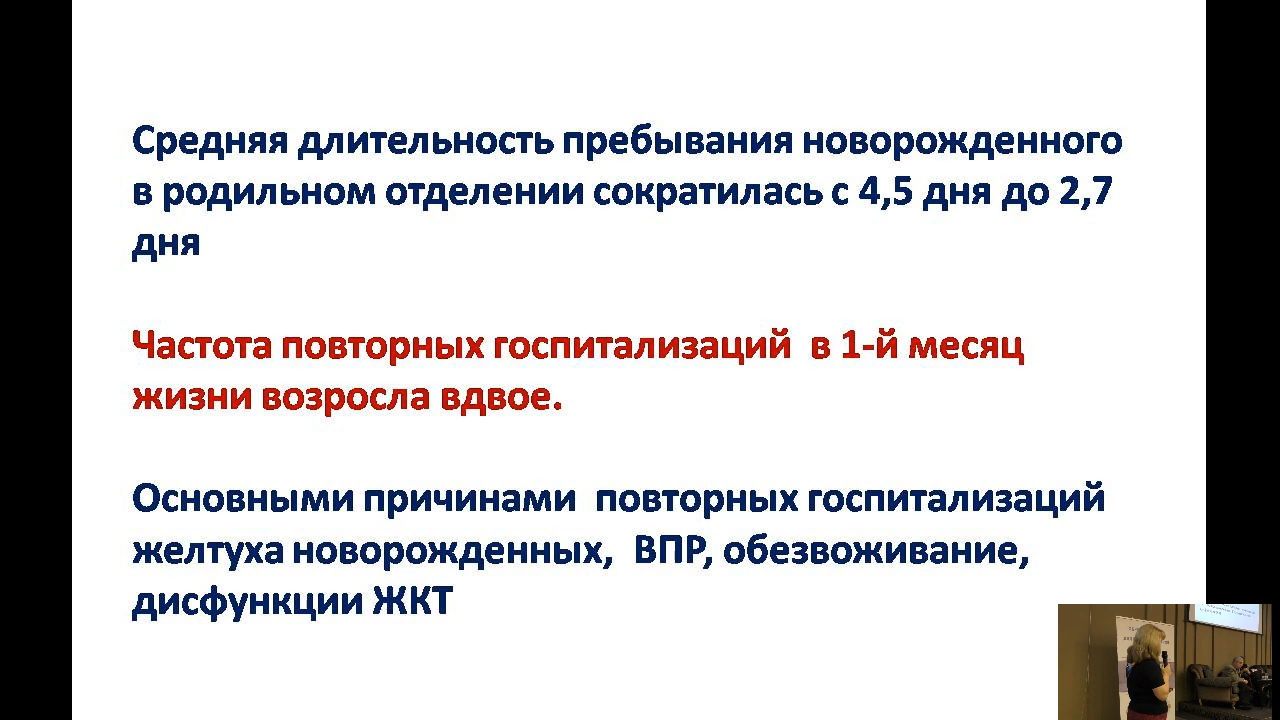 Средняя длительность пребывания новорожденного
в родильном отделении сократилась с 4,5 дня до 2,7
дня
Частота повторных госпитализаций в 1-й месяц
жизни возросла вдвое.
Основными причинами повторных госпитализаций
желтуха новорожденных, ВПР, обезвоживание,
дисфункции ЖКТ